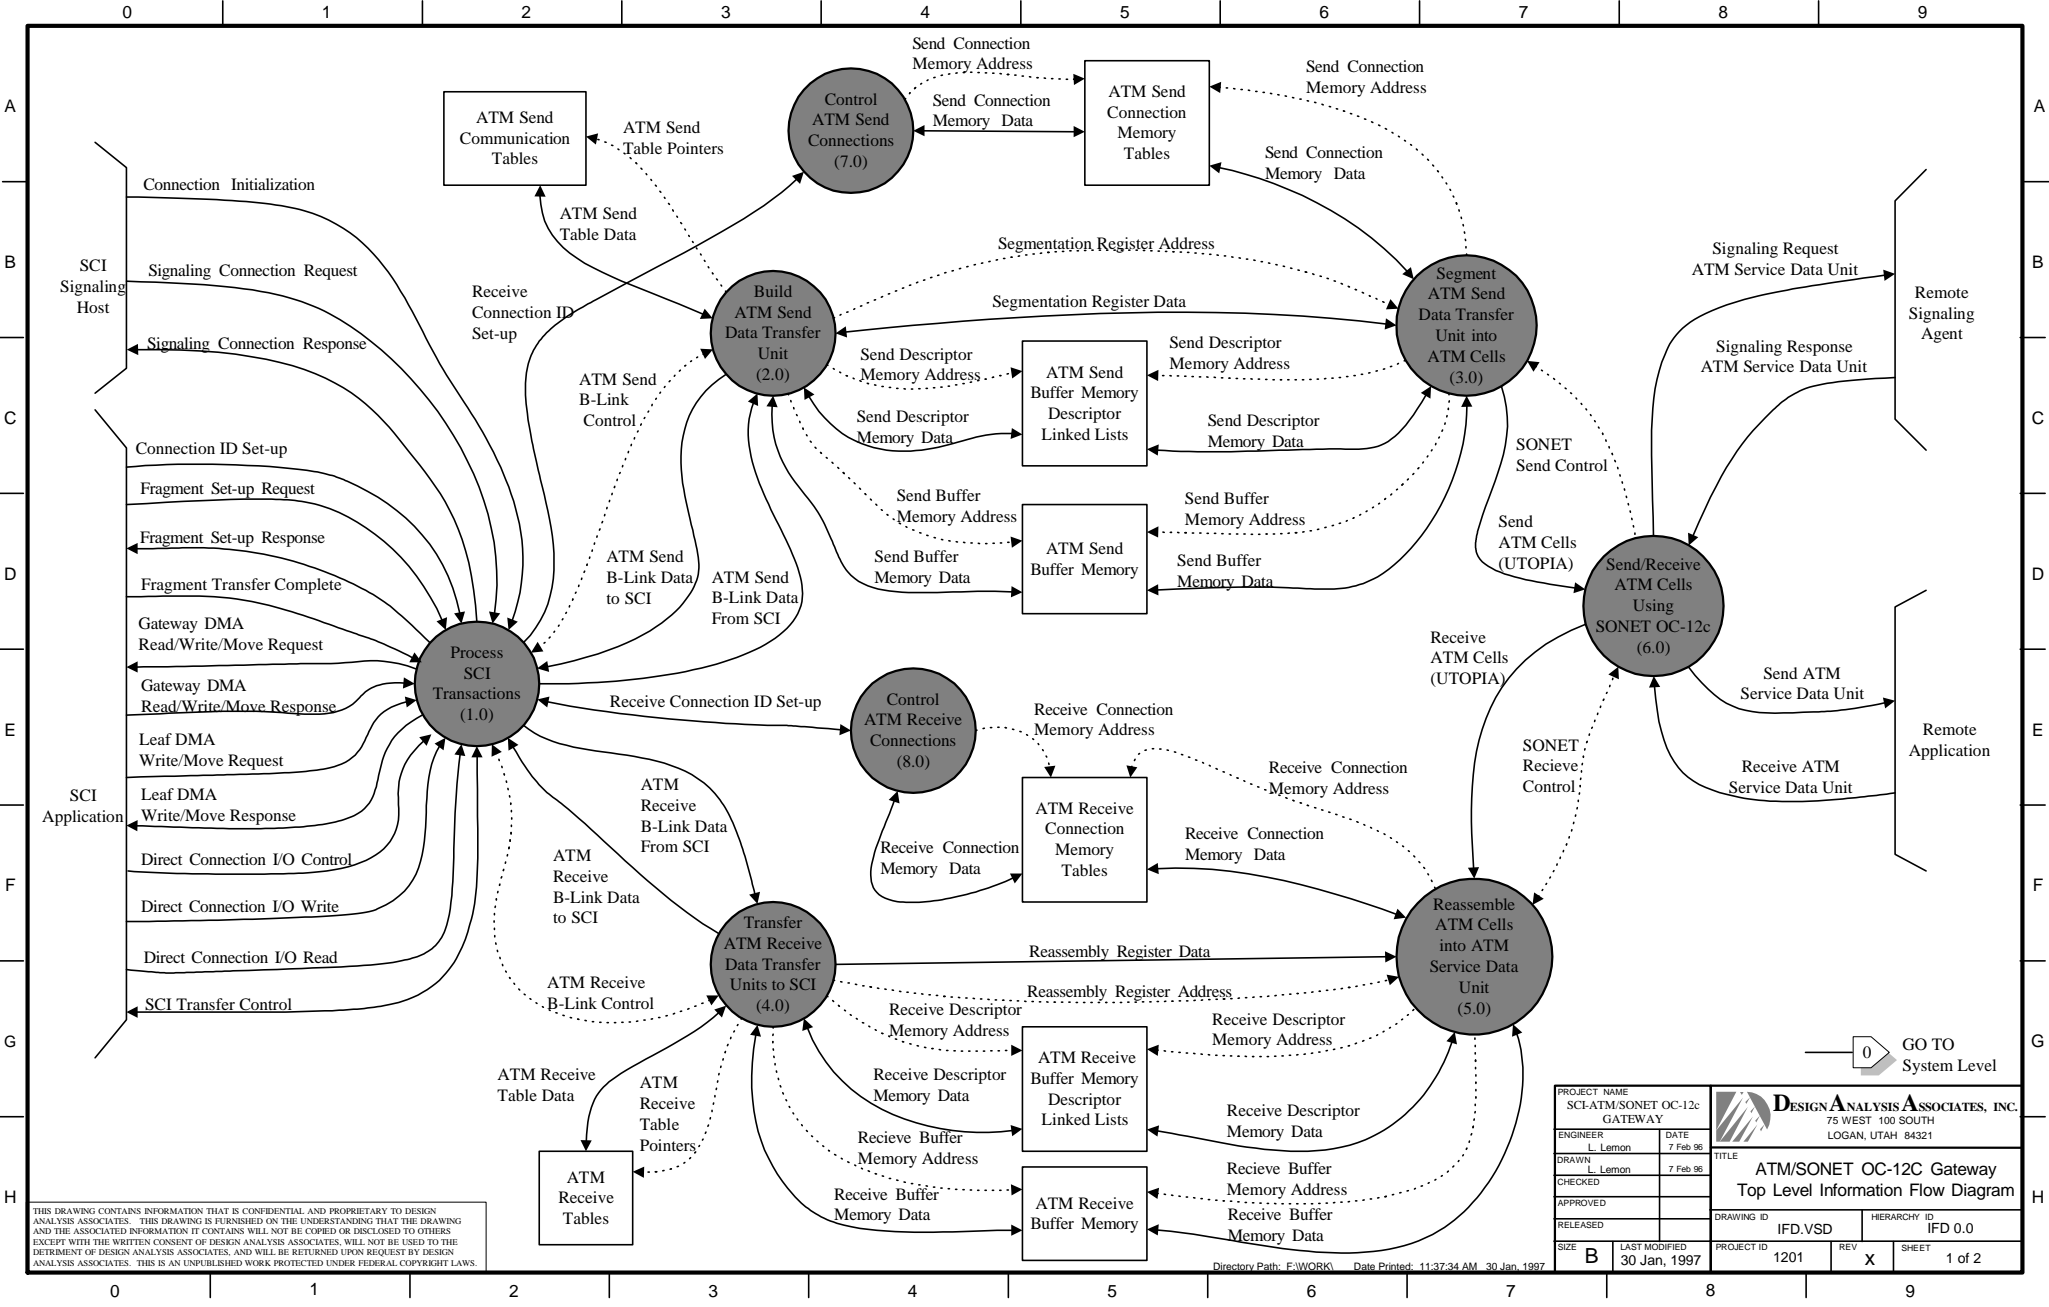 0 1 2 3 4 5 6 7 8 9
A
B
C
D
E
F
G
H
A
B
C
D
E
F
G
H
SCI
Signaling
Host
Connection Initialization
Signaling Connection Request
Signaling Connection Response
SCI
Application
Connection ID Set-up
Fragment Set-up Request
Fragment Set-up Response
Fragment Transfer Complete
Gateway DMA
Read/Write/Move Request
Gateway DMA
Read/Write/Move Response
Leaf DMA
Write/Move Request
Leaf DMA
Write/Move Response
Direct Connection I/O Control
Direct Connection I/O Write
Direct Connection I/O Read
SCI Transfer Control
Process
SCI
Transactions
(1.0)
ATM Send
Communication
Tables
ATM Send
Table Pointers
ATM Send
Table Data
Receive
Connection ID
Set-up
Control
ATM Send
Connections
(7.0)
Send Connection
Memory Address
Send Connection
Memory Data
ATM Send
Connection
Memory
Tables
Send Connection
Memory Address
Send Connection
Memory Data
Build
ATM Send
Data Transfer
Unit
(2.0)
Segmentation Register Address
Segmentation Register Data
Segment
ATM Send
Data Transfer
Unit into
ATM Cells
(3.0)
ATM Send
B-Link
Control
Send Descriptor
Memory Address
Send Descriptor
Memory Data
ATM Send
Buffer Memory
Descriptor
Linked Lists
Send Descriptor
Memory Address
Send Descriptor
Memory Data
Send Buffer
Memory Address
Send Buffer
Memory Data
ATM Send
Buffer Memory
Send Buffer
Memory Address
Send Buffer
Memory Data
ATM Send
B-Link Data
to SCI
ATM Send
B-Link Data
From SCI
SONET
Send Control
Send
ATM Cells
(UTOPIA)
Send/Receive
ATM Cells
Using
SONET OC-12c
(6.0)
Signaling Request
ATM Service Data Unit
Signaling Response
ATM Service Data Unit
Remote
Signaling
Agent
Send ATM
Service Data Unit
Receive ATM
Service Data Unit
Remote
Application
Receive
ATM Cells
(UTOPIA)
SONET
Recieve
Control
Receive Connection ID Set-up
Control
ATM Receive
Connections
(8.0)
Receive Connection
Memory Address
Receive Connection
Memory Data
ATM Receive
Connection
Memory
Tables
Receive Connection
Memory Address
Receive Connection
Memory Data
ATM
Receive
B-Link Data
From SCI
ATM
Receive
B-Link Data
to SCI
ATM Receive
B-Link Control
Transfer
ATM Receive
Data Transfer
Units to SCI
(4.0)
Reassembly Register Data
Reassembly Register Address
Reassemble
ATM Cells
into ATM
Service Data
Unit
(5.0)
Receive Descriptor
Memory Address
Receive Descriptor
Memory Data
ATM Receive
Buffer Memory
Descriptor
Linked Lists
Receive Descriptor
Memory Address
Receive Descriptor
Memory Data
Recieve Buffer
Memory Address
Receive Buffer
Memory Data
ATM Receive
Buffer Memory
Recieve Buffer
Memory Address
Receive Buffer
Memory Data
ATM Receive
Table Data
ATM
Receive
Table
Pointers
ATM
Receive
Tables
0
GO TO
System Level
THIS DRAWING CONTAINS INFORMATION THAT IS CONFIDENTIAL AND PROPRIETARY TO DESIGN
ANALYSIS ASSOCIATES. THIS DRAWING IS FURNISHED ON THE UNDERSTANDING THAT THE DRAWING
AND THE ASSOCIATED INFORMATION IT CONTAINS WILL NOT BE COPIED OR DISCLOSED TO OTHERS
EXCEPT WITH THE WRITTEN CONSENT OF DESIGN ANALYSIS ASSOCIATES, WILL NOT BE USED TO THE
DETRIMENT OF DESIGN ANALYSIS ASSOCIATES, AND WILL BE RETURNED UPON REQUEST BY DESIGN
ANALYSIS ASSOCIATES. THIS IS AN UNPUBLISHED WORK PROTECTED UNDER FEDERAL COPYRIGHT LAWS.
Directory Path: F:\WORK\ Date Printed: 11:37:34 AM 30 Jan, 1997
PROJECT NAME
SCI-ATM/SONET OC-12c
GATEWAY
ENGINEER DATE
L. Lemon 7 Feb 96
DRAWN
L. Lemon 7 Feb 96
CHECKED
APPROVED
RELEASED
SIZE B LAST MODIFIED
30 Jan, 1997
DESIGN ANALYSIS ASSOCIATES, INC.
75 WEST 100 SOUTH
LOGAN, UTAH 84321
TITLE
ATM/SONET OC-12C Gateway
Top Level Information Flow Diagram
DRAWING ID HIERARCHY ID
IFD.VSD IFD 0.0
PROJECT ID 1201 REV X SHEET 1 of 2
0 1 2 3 4 5 6 7 8 9